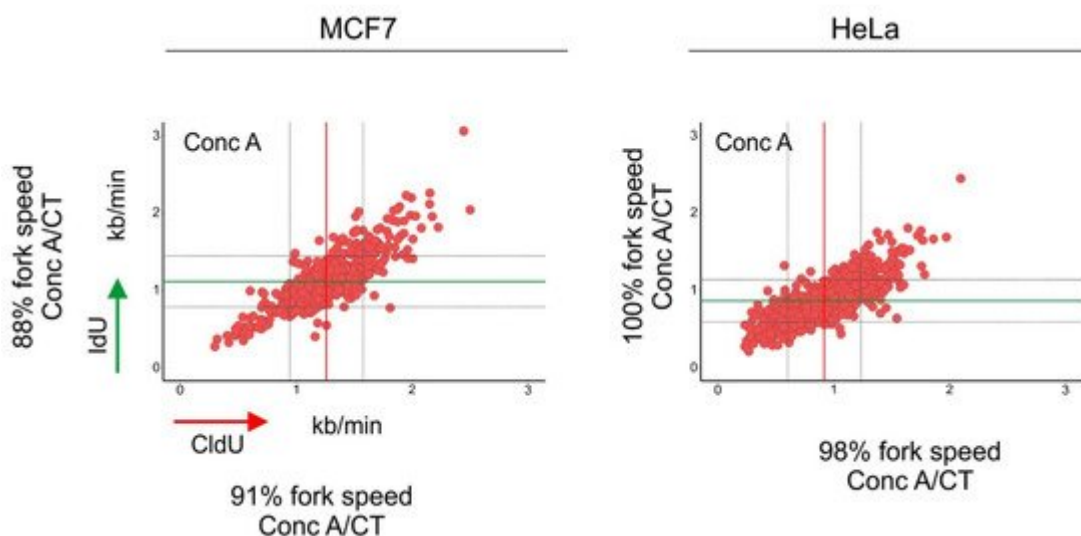 MCF7
HeLa
88% fork speed
Conc A/CT
IdU
kb/min
Conc A
3
2
1
0
0
1
2
3
CldU
kb/min
91% fork speed
Conc A/CT
100% fork speed
Conc A/CT
Conc A
3
2
1
0
0
1
2
3
98% fork speed
Conc A/CT